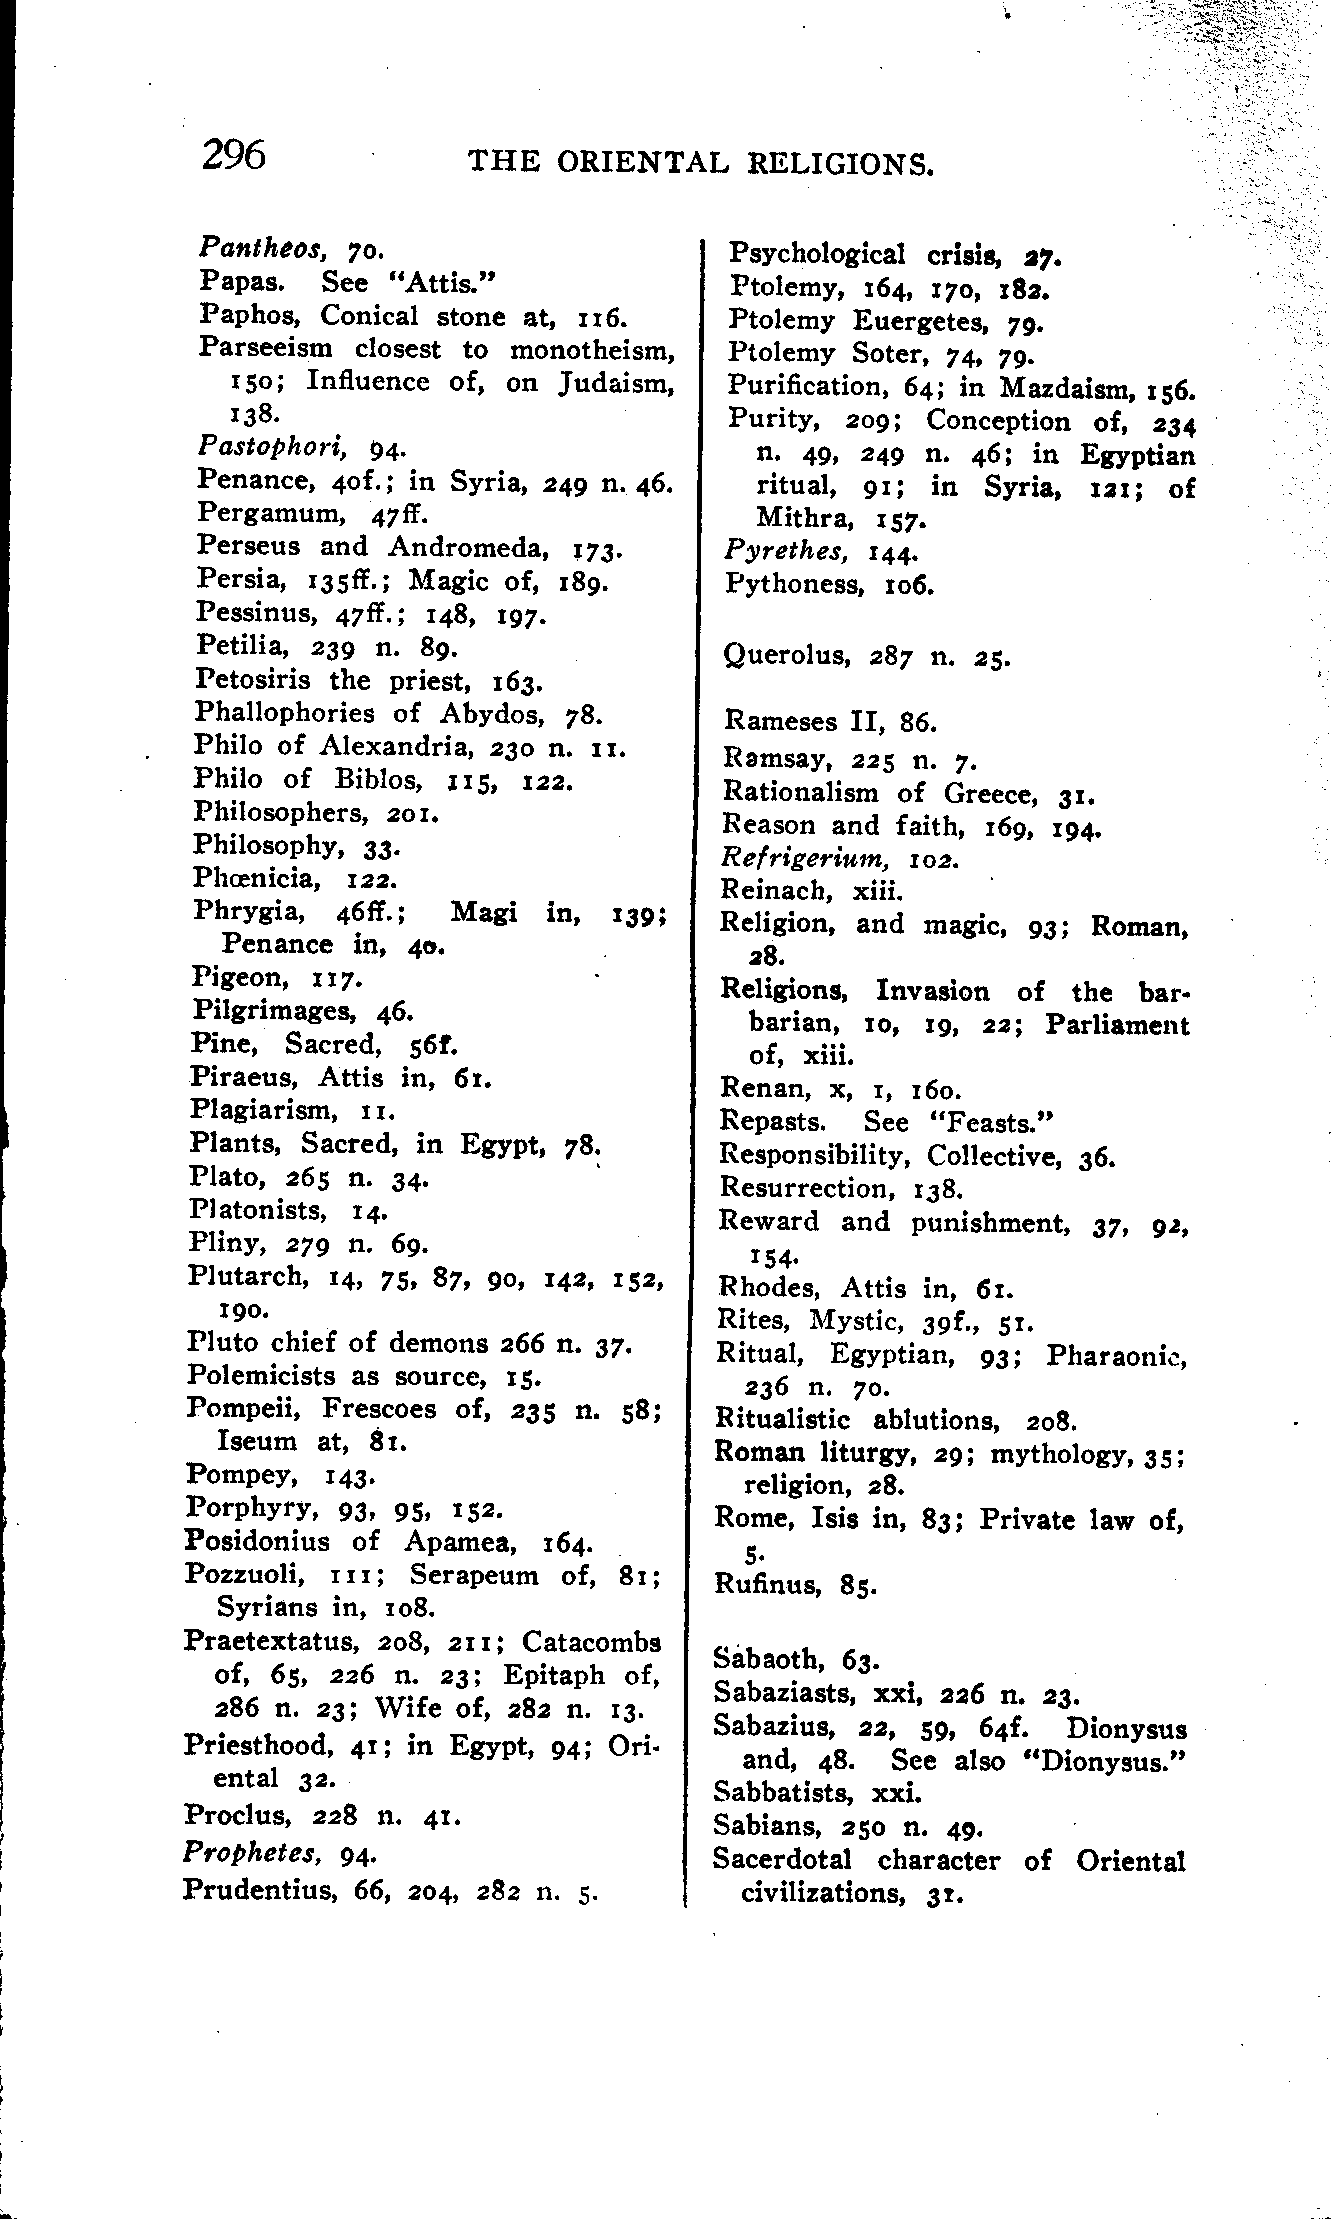 296
THE ORIENTAL RELIGIONS.
Pantheos, 70.
Papas. See "Attis."
Paphos, Conical stone at, 116.
Parseeism closest to monotheism,
150; Influence of, on Judaism,
138.
Pastophori, 94.
Penance, 40f.; in Syria, 249 n. 46.
Pergamum, 47ff.
Perseus and Andromeda, 173.
Persia, 135ff.; Magic of, 189.
Pessinus, 47ff.; 148, 197.
Petilia, 239 n. 89.
Petosiris the priest, 163.
Phallophories of Abydos, 78.
Philo of Alexandria, 230 n. 11.
Philo of Biblos, 115, 122.
Philosophers, 201.
Philosophy, 33.
Phœnicia, 122.
Phrygia, 46ff.; Magi in, 139;
Penance in, 40.
Pigeon, 117.
Pilgrimages, 46.
Pine, Sacred, 56f.
Piraeus, Attis in, 61.
Plagiarism, 11.
Plants, Sacred, in Egypt, 78.
Plato, 265 n. 34.
Platonists, 14.
Pliny, 279 n. 69.
Plutarch, 14, 75, 87, 90, 142, 152,
190.
Pluto chief of demons 266 n. 37.
Polemicists as source, 15.
Pompeii, Frescoes of, 235 n. 58;
Iseum at, 81.
Pompey, 143.
Porphyry, 93, 95, 152.
Posidonius of Apamea, 164.
Pozzuoli, 111; Serapeum of, 81;
Syrians in, 108.
Praetextatus, 208, 211; Catacombs
of, 65, 226 n. 23; Epitaph of,
286 n. 23; Wife of, 282 n. 13.
Priesthood, 41; in Egypt, 94; Ori-
ental 32.
Proclus, 228 n. 41.
Prophetes, 94.
Prudentius, 66, 204, 282 n. 5.
Psychological crisis, 27.
Ptolemy, 164, 170, 182.
Ptolemy Euergetes, 79.
Ptolemy Soter, 74, 79.
Purification, 64; in Mazdaism, 156.
Purity, 209; Conception of, 234
n. 49, 249 n. 46; in Egyptian
ritual, 91; in Syria, 121; of
Mithra, 157.
Pyrethes, 144.
Pythoness, 106.
Querolus, 287 n. 25.
Rameses II, 86.
Ramsay, 225 n. 7.
Rationalism of Greece, 31.
Reason and faith, 169, 194.
Refrigerium, 102.
Reinach, xiii.
Religion, and magic, 93; Roman,
28.
Religions, Invasion of the bar-
barian, 10, 19, 22; Parliament
of, xiii.
Renan, x, 1, 160.
Repasts. See "Feasts."
Responsibility, Collective, 36.
Resurrection, 138.
Reward and punishment, 37, 92,
154.
Rhodes, Attis in, 61.
Rites, Mystic, 39f., 51.
Ritual, Egyptian, 93; Pharaonic,
236 n. 70.
Ritualistic ablutions, 208.
Roman liturgy, 29; mythology, 35;
religion, 28.
Rome, Isis in, 83; Private law of,
5.
Rufinus, 85.
Sabaoth, 63.
Sabaziasts, xxi, 226 n. 23.
Sabazius, 22, 59, 64f. Dionysus
and, 48. See also "Dionysus."
Sabbatists, xxi.
Sabians, 250 n. 49.
Sacerdotal character of Oriental
civilizations, 31.